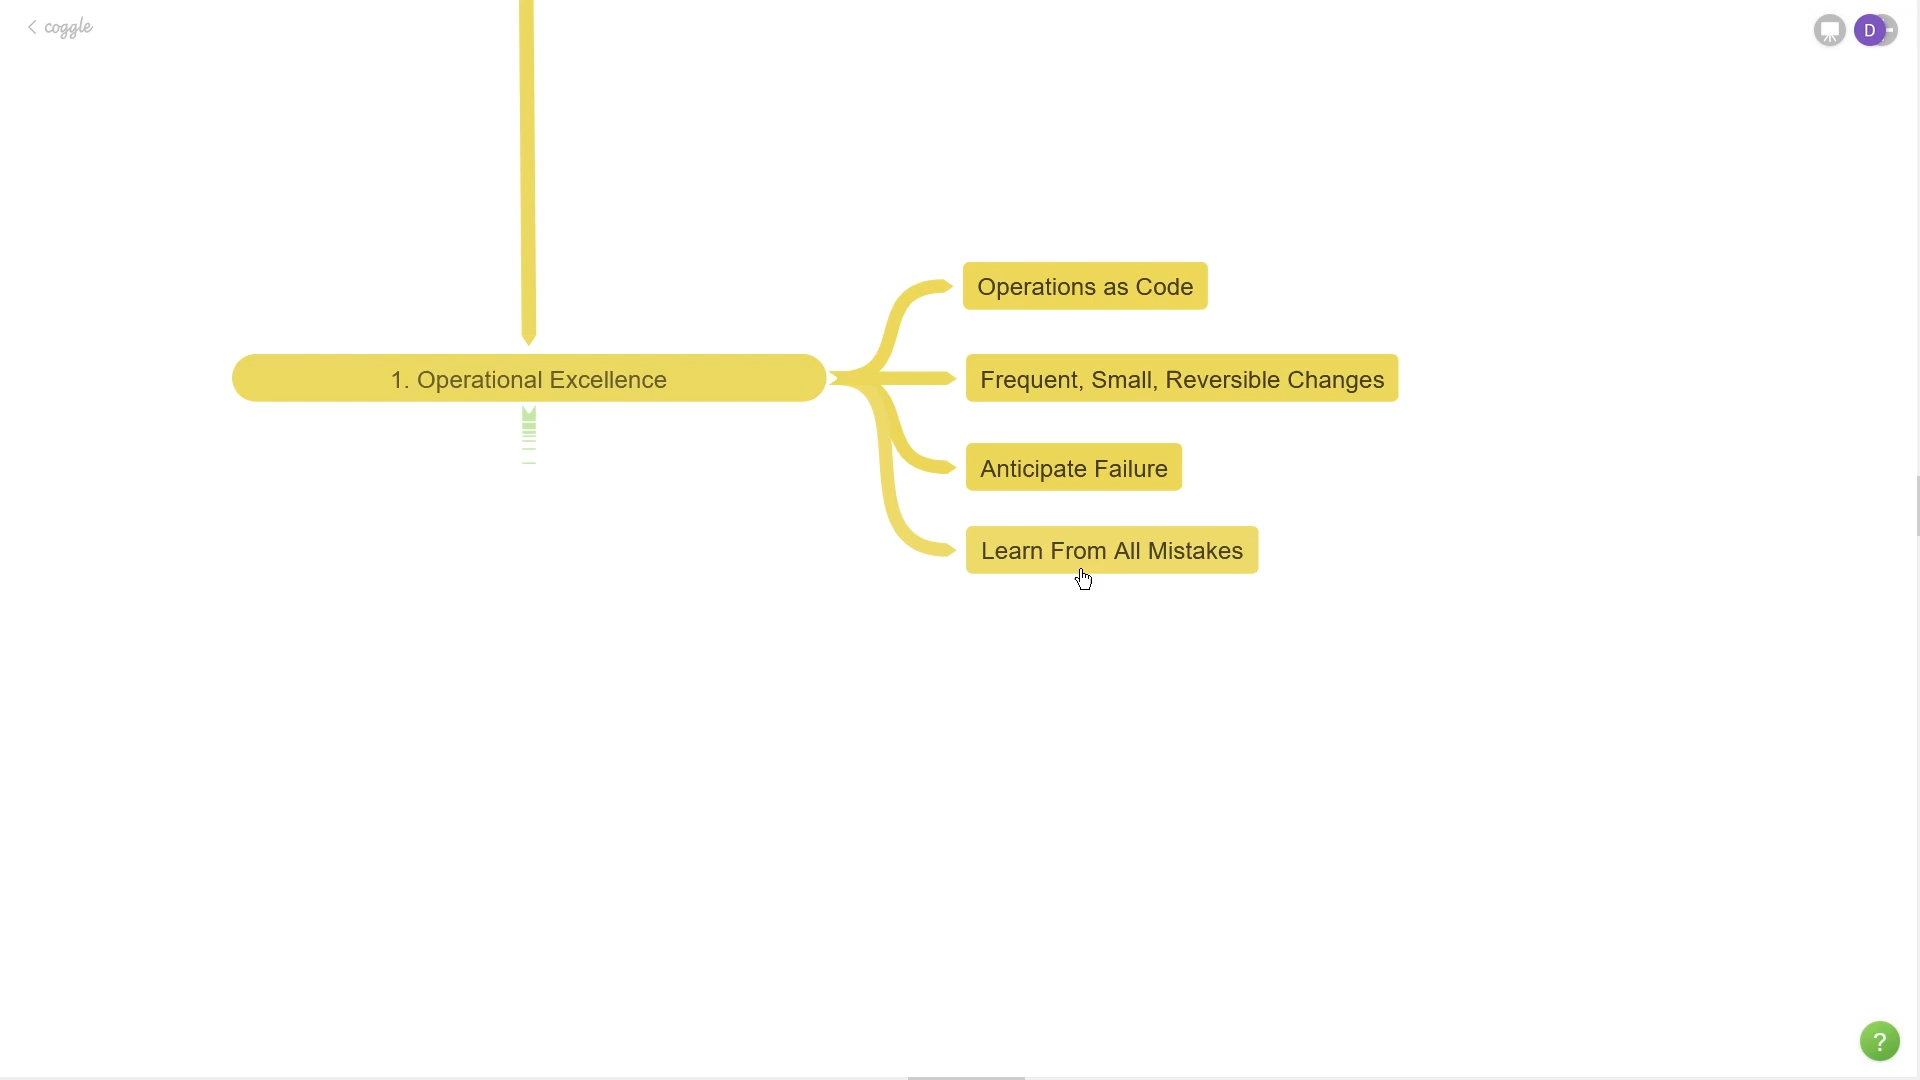 coggle
D
Operations as Code
1. Operational Excellence
Frequent, Small, Reversible Changes
Anticipate Failure
Learn From All Mistakes
?